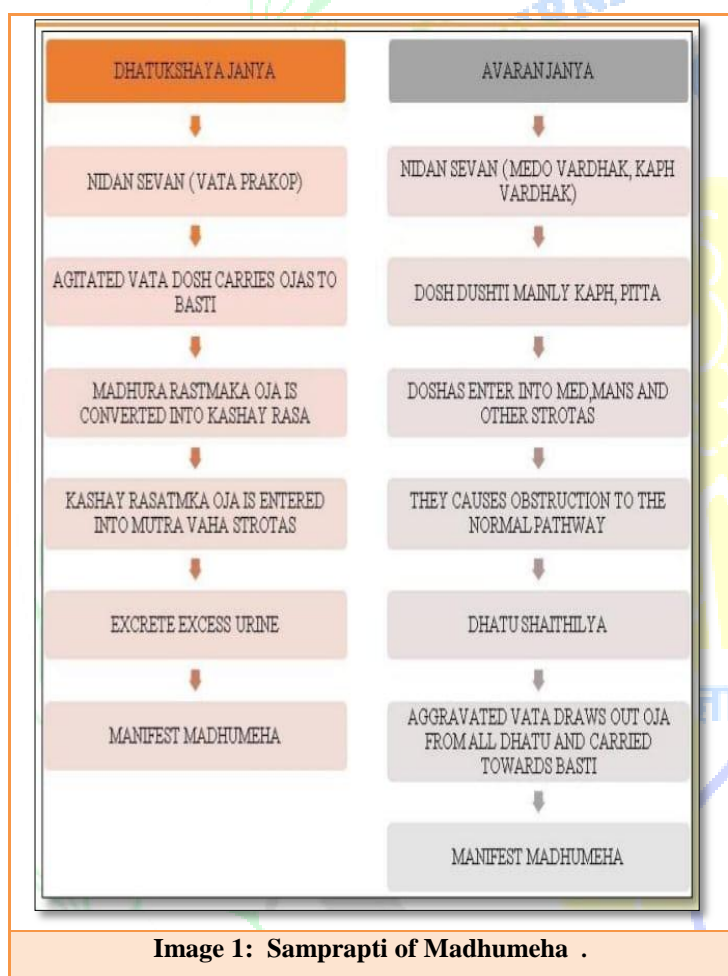 DHATUKSHAYA JANYA
NIDAN SEVAN ( VATA PRAKOP)
AGITATED VATA DOSH CARRIES OJAS TO
BASTI
MADHURA RASTMAKA OJA IS
CONVERTED INTO KASHAY RASA
KASHAY RASATMKA OJA IS ENTERED
INTO MUTRA VAHA STROTAS
EXCRETE EXCESS URINE
MANIFEST MADHUMEHA
AVARAN JANYA
NIDAN SEVAN ( MEDO VARDHAK, KAPH
VARDHAK)
DOSH DUSHTI MAINLY KAPH, PITTA
DOSHAS ENTER INTO MED,MANS AND
OTHER STROTAS
THEY CAUSES OBSTRUCTION TO THE
NORMAL PATHWAY
DHATU SHAITHILYA
AGGRAVATED VATA DRAWS OUT OJA
FROM ALL DHATU AND CARRIED
TOWARDS BASTI
MANIFEST MADHUMEHA
Image 1: Samprapti of Madhumeha .